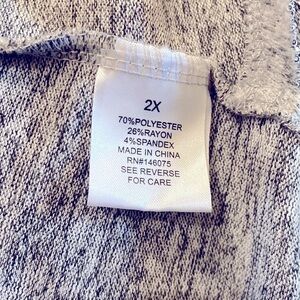 2X
70%POLYESTER
26%RAYON
4%SPANDEX
MADE IN CHINA
RN#146075
SEE REVERSE
FOR CARE